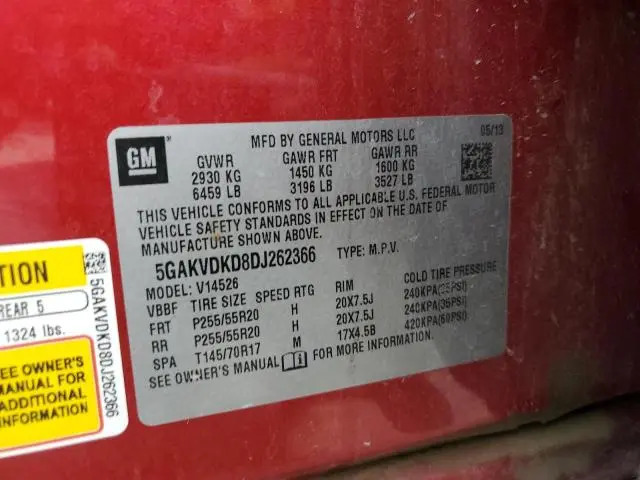 GM
MFD BY GENERAL MOTORS LLC 05/13
GVWR GAWR FRT GAWR RR
2930 KG 1450 KG 1600 KG
6459 LB 3196 LB 3527 LB
THIS VEHICLE CONFORMS TO ALL APPLICABLE U.S. FEDERAL MOTOR
VEHICLE SAFETY STANDARDS IN EFFECT ON THE DATE OF
MANUFACTURE SHOWN ABOVE.
5GAKVDKD8DJ262366 TYPE: M.P.V.
MODEL: V14526
VBBF TIRE SIZE SPEED RTG RIM COLD TIRE PRESSURE
FRT P255/55R20 H 20X7.5J 240KPA(35PSI)
RR P255/55R20 H 20X7.5J 240KPA(35PSI)
SPA T145/70R17 M 17X4.5B 420KPA(60PSI)
SEE OWNER'S MANUAL FOR MORE INFORMATION.
TION
REAR 5
1324 lbs.
SEE OWNER'S
MANUAL FOR
ADDITIONAL
INFORMATION
5GAKVDKD8DJ262366